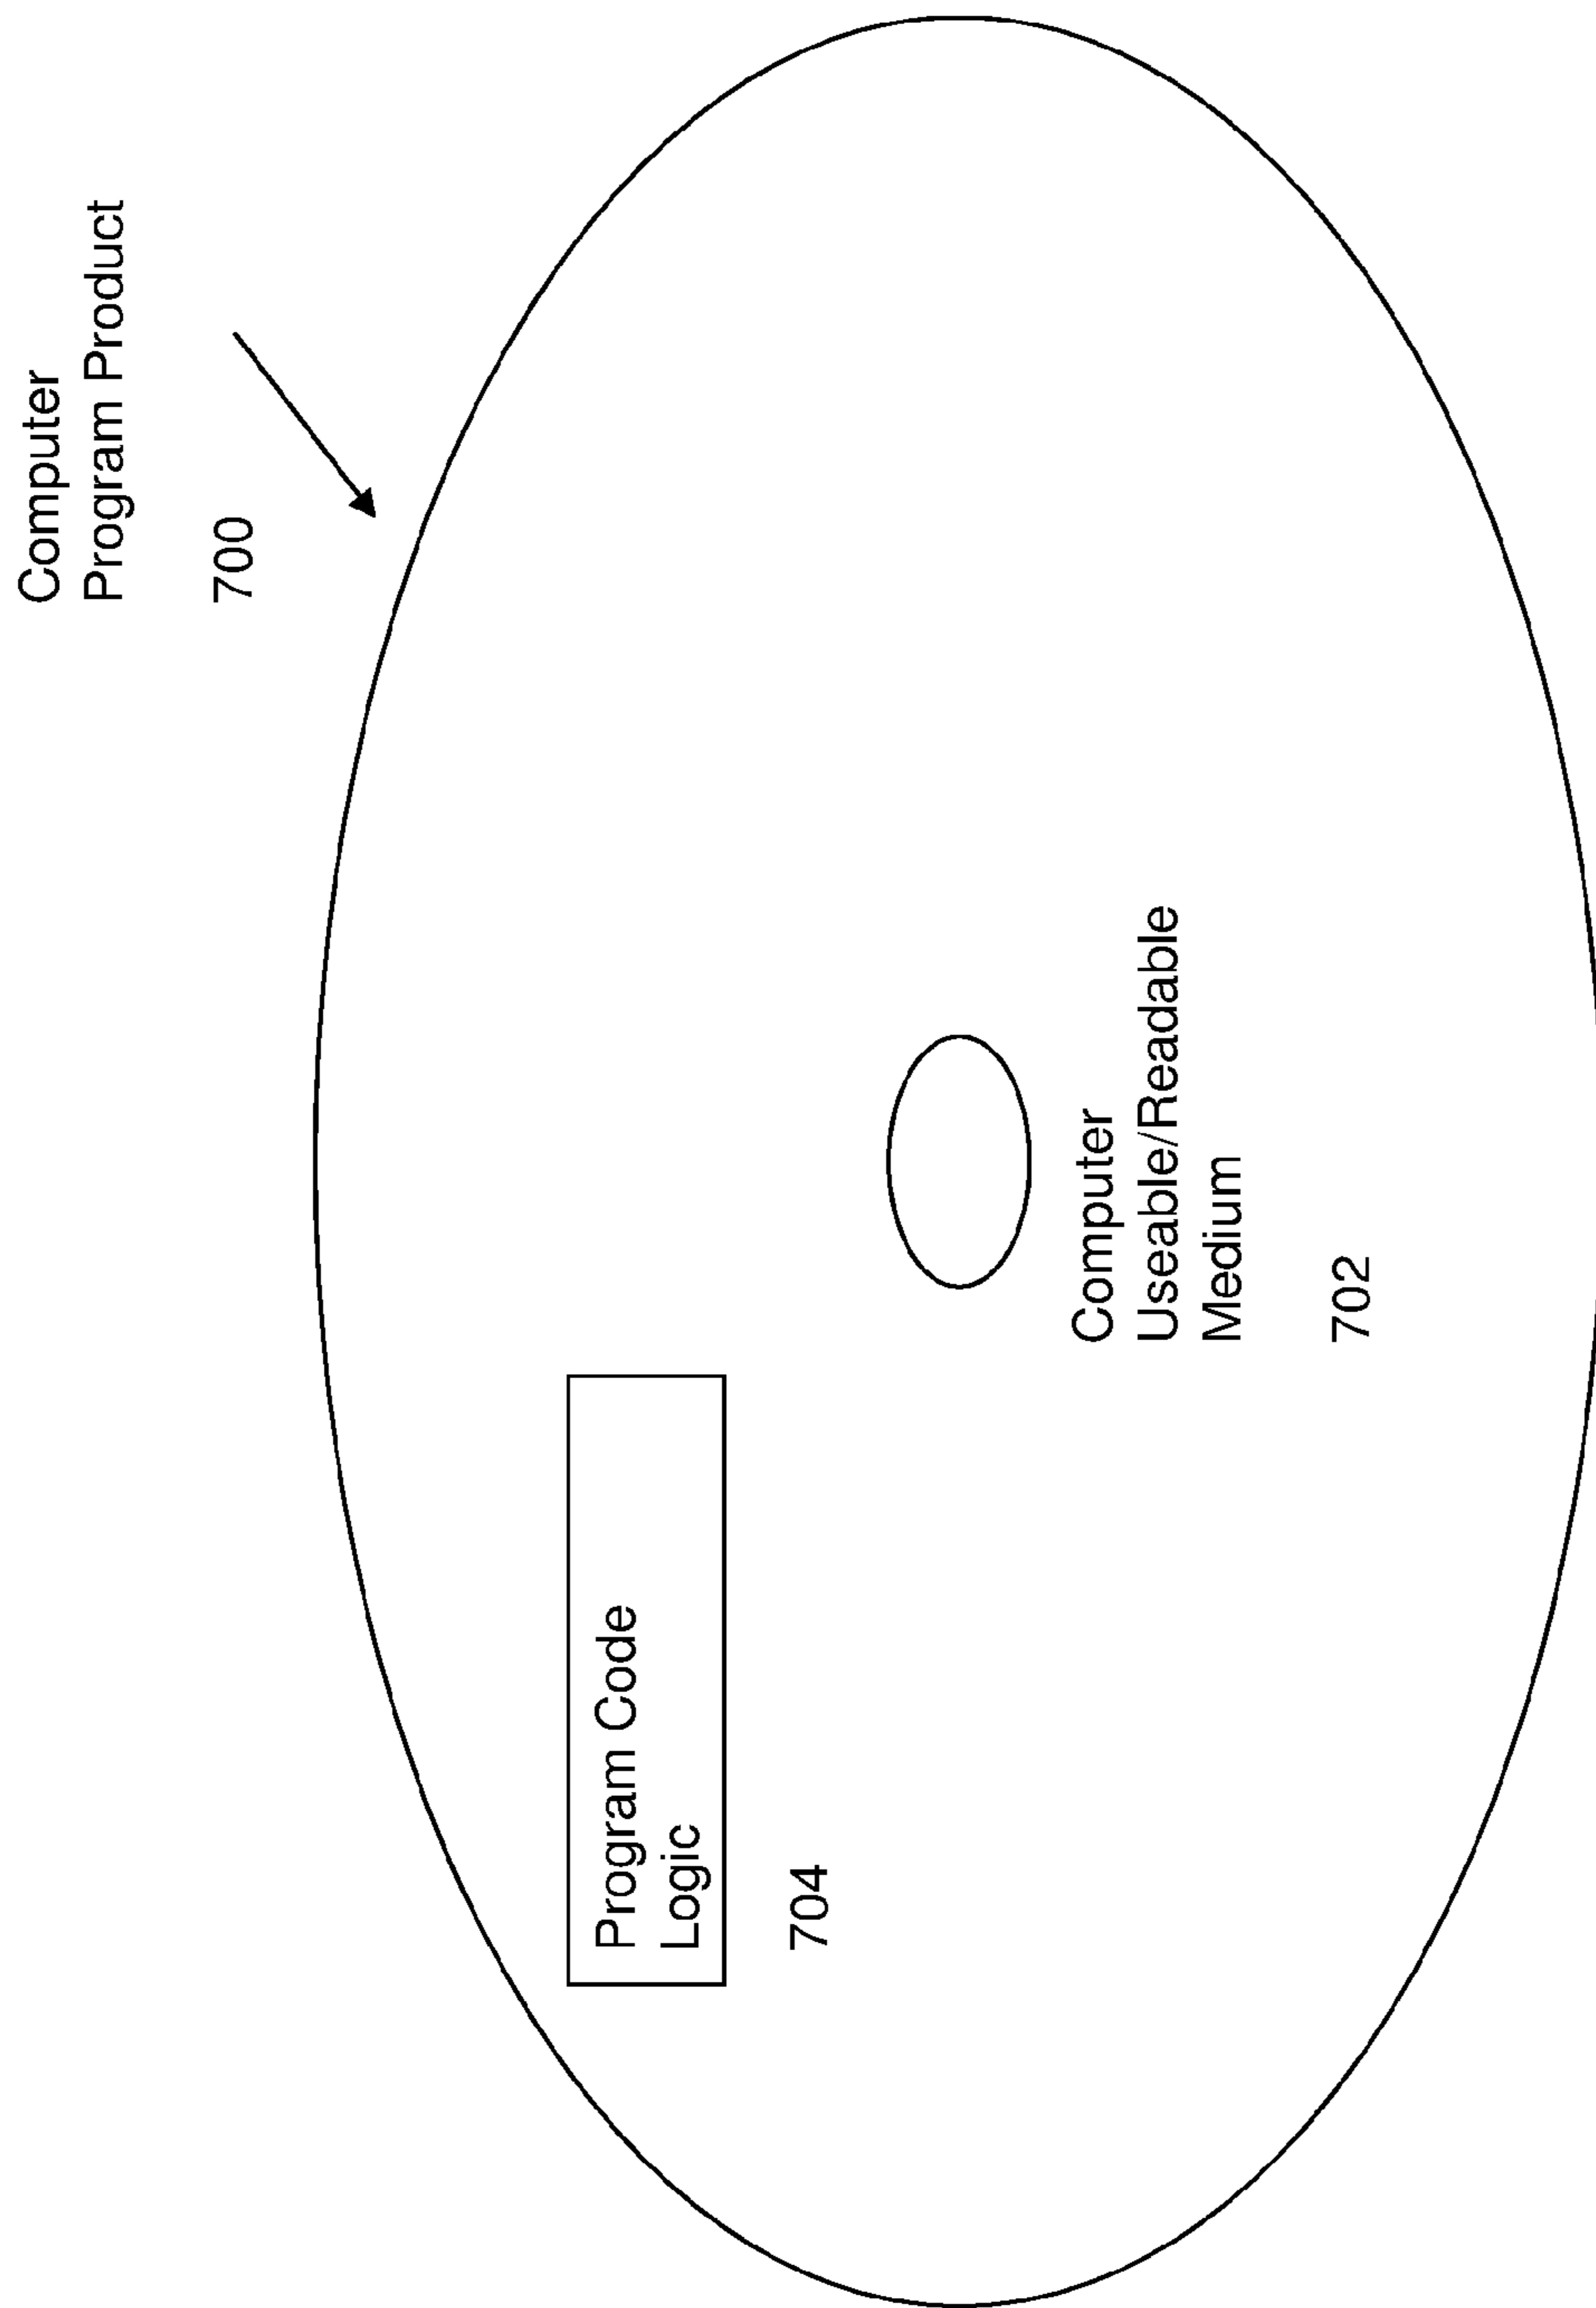 Computer
Program Product
700
Program Code
Logic
704
Computer
Useable/Readable
Medium
702